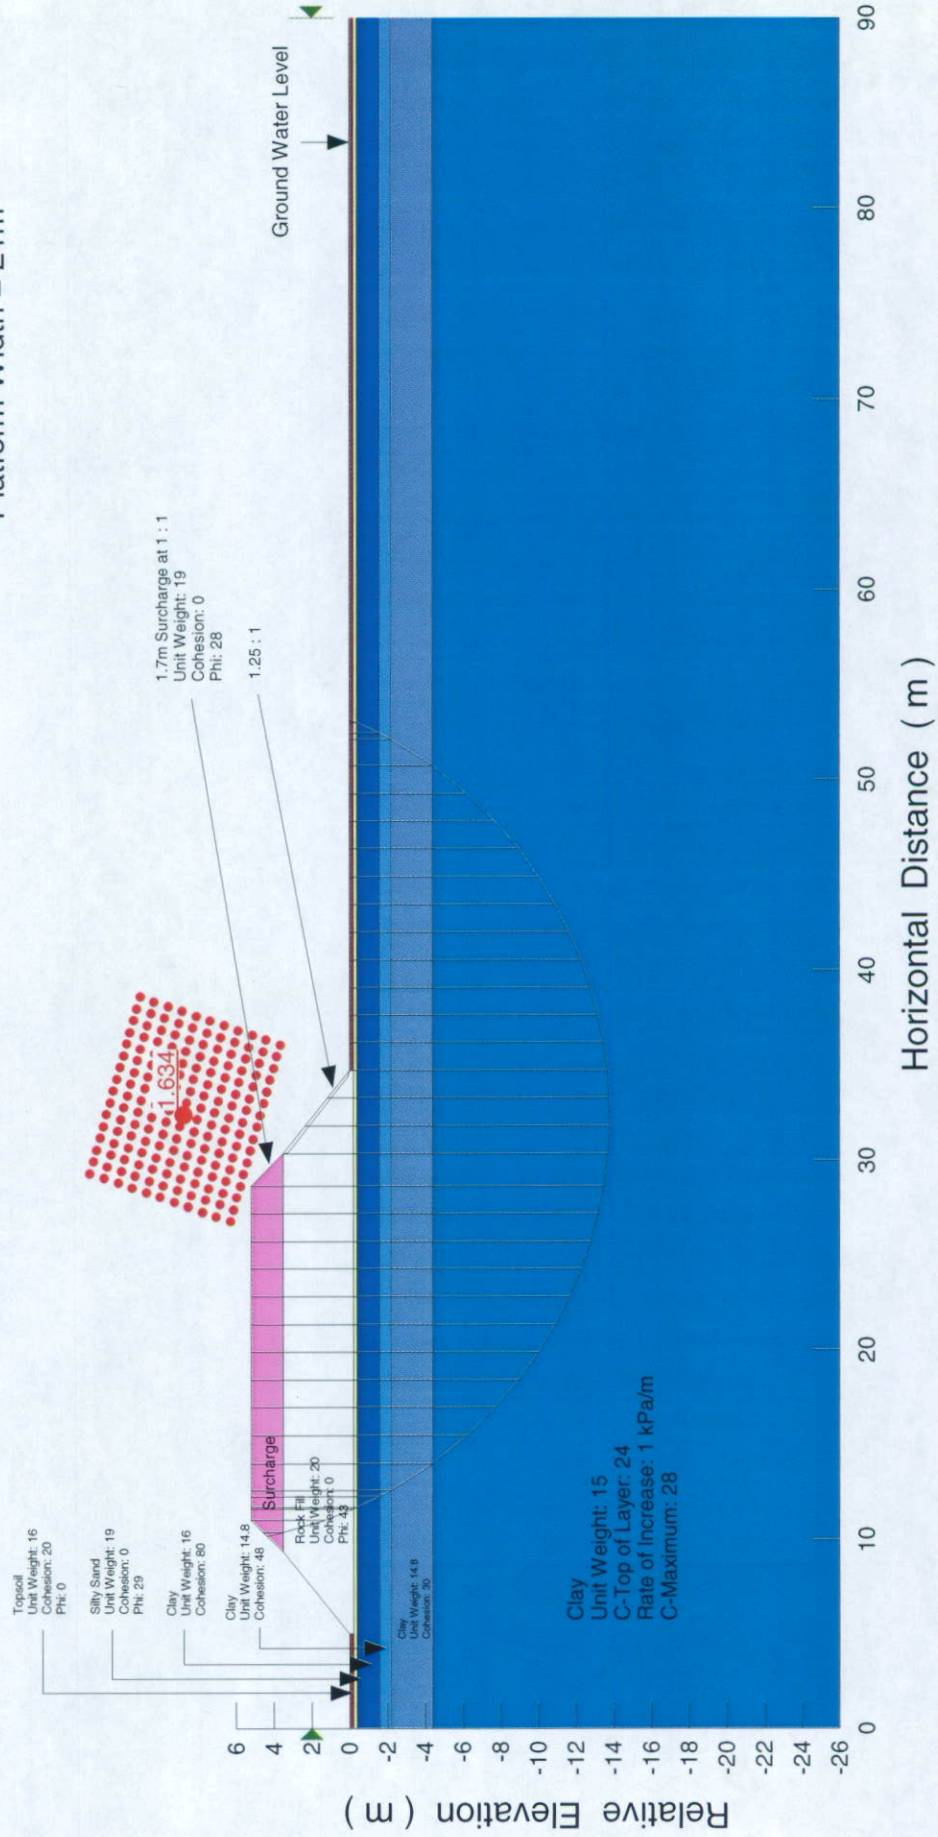 Topsoil
Unit Weight: 16
Cohesion: 20
Phi: 0
Silty Sand
Unit Weight: 19
Cohesion: 0
Phi: 29
Clay
Unit Weight: 16
Cohesion: 80
Clay
Unit Weight: 14.8
Cohesion: 48
Surcharge
Rock Fill
Unit Weight: 20
Cohesion: 0
Phi: 43
Clay
Unit Weight: 14.8
Cohesion: 30
1.634
1.7m Surcharge at 1 : 1
Unit Weight: 19
Cohesion: 0
Phi: 28
1.25 : 1
Ground Water Level
Clay
Unit Weight: 15
C-Top of Layer: 24
Rate of Increase: 1 kPa/m
C-Maximum: 28
Relative Elevation ( m )
6
4
2
0
-2
-4
-6
-8
-10
-12
-14
-16
-18
-20
-22
-24
-26
0
10
20
30
40
50
60
70
80
90
Horizontal Distance ( m )